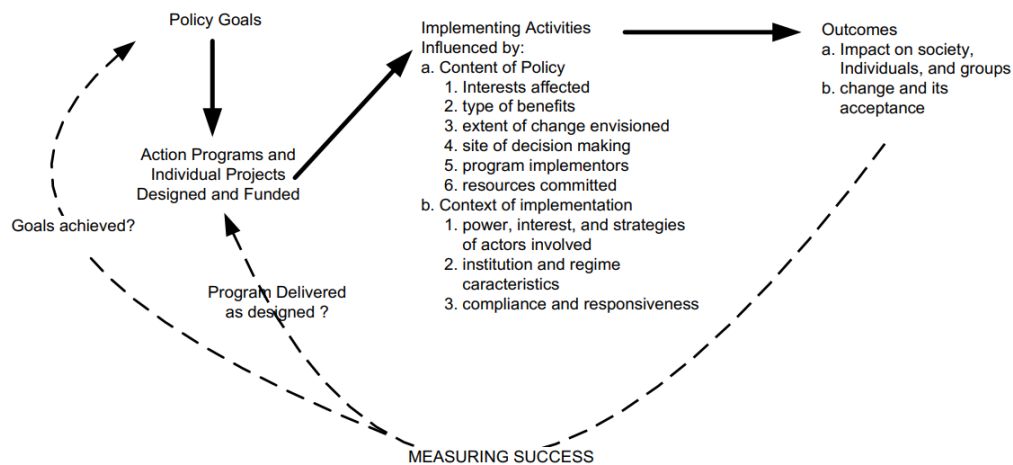 Policy Goals
Action Programs and
Individual Projects
Designed and Funded
Goals achieved?
Program Delivered
as designed ?
Implementing Activities
Influenced by:
a. Content of Policy
1. Interests affected
2. type of benefits
3. extent of change envisioned
4. site of decision making
5. program implementors
6. resources committed
b. Context of implementation
1. power, interest, and strategies
of actors involved
2. institution and regime
caracteristics
3. compliance and responsiveness
Outcomes
a. Impact on society,
Individuals, and groups
b. change and its
acceptance
MEASURING SUCCESS